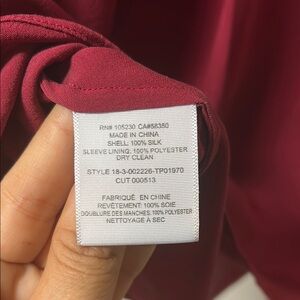 RN# 105230 CA#58350
MADE IN CHINA
SHELL: 100% SILK
SLEEVE LINING: 100% POLYESTER
DRY CLEAN
STYLE 18-3-002226-TP01970
CUT 000513
FABRIQUÉ EN CHINE
REVÊTEMENT: 100% SOIE
DOUBLURE DES MANCHES: 100% POLYESTER
NETTOYAGE À SEC